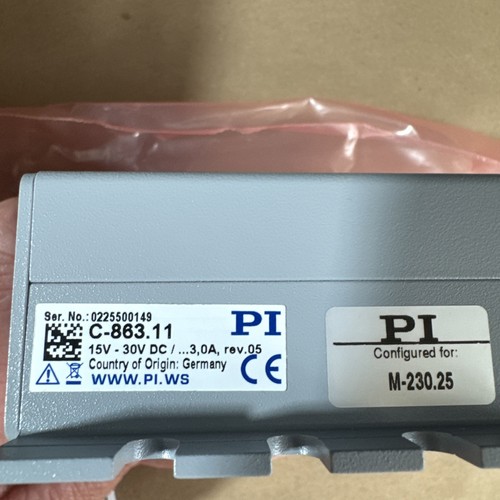 Ser. No.: 0225500149
C-863.11
PI
15V - 30V DC / ...3,0A, rev.05
Country of Origin: Germany
WWW.PI.WS
CE
PI
Configured for:
M-230.25